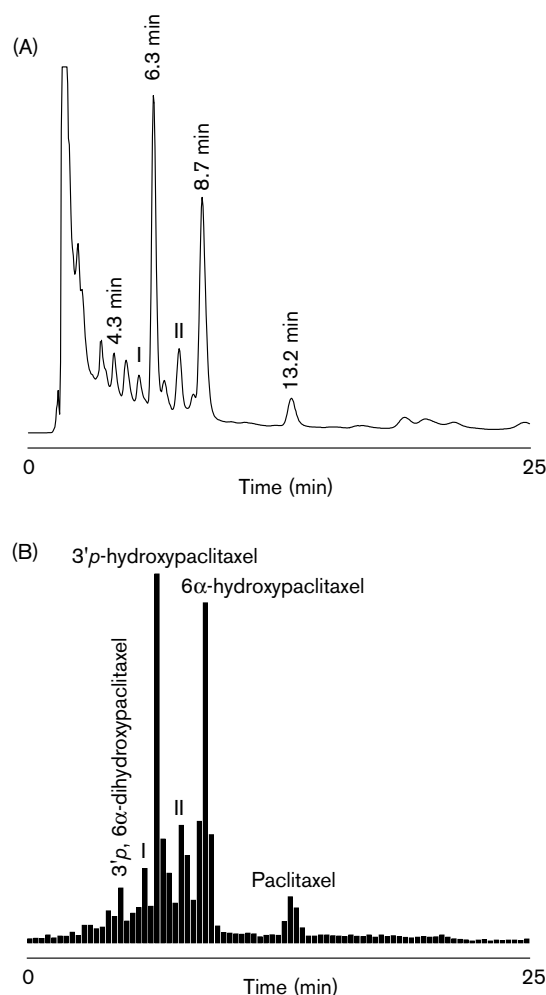 (A)
6.3 min
8.7 min
4.3 min
I
II
13.2 min
0
25
Time (min)
(B)
3'p-hydroxypaclitaxel
6α-hydroxypaclitaxel
3'p, 6α-dihydroxypaclitaxel
I
II
Paclitaxel
0
25
Time (min)